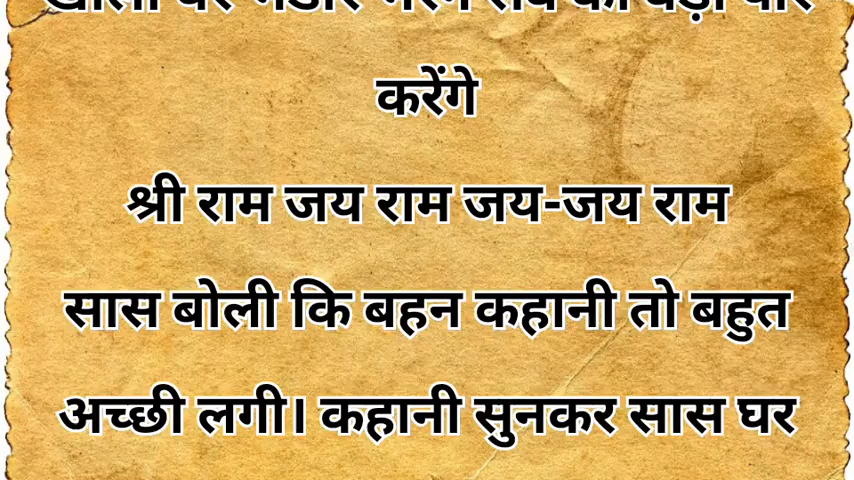 करेंगे
श्री राम जय राम जय-जय राम
सास बोली कि बहन कहानी तो बहुत
अच्छी लगी। कहानी सुनकर सास घर